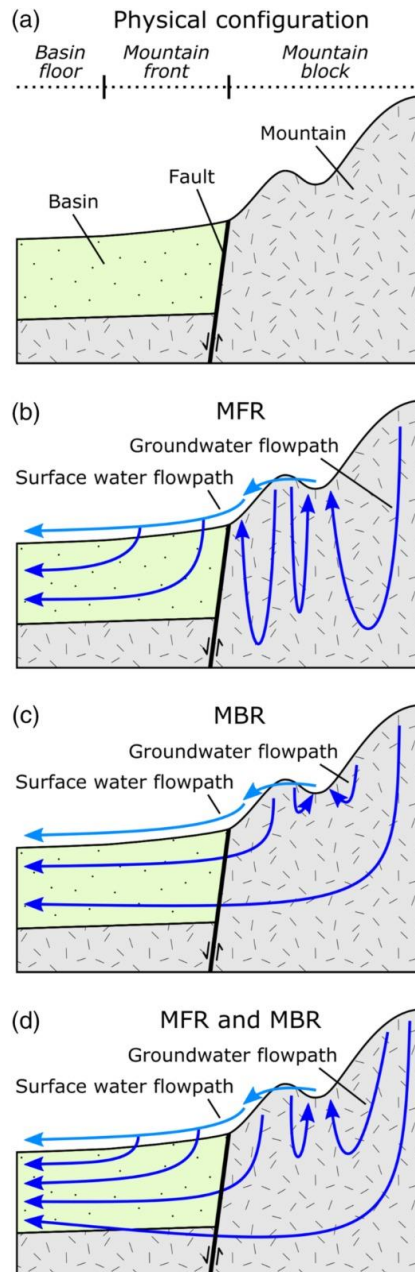 (a) Physical configuration
Basin Mountain Mountain
floor front block
Mountain
Fault
Basin
(b) MFR
Groundwater flowpath
Surface water flowpath
(c) MBR
Groundwater flowpath
Surface water flowpath
(d) MFR and MBR
Groundwater flowpath
Surface water flowpath